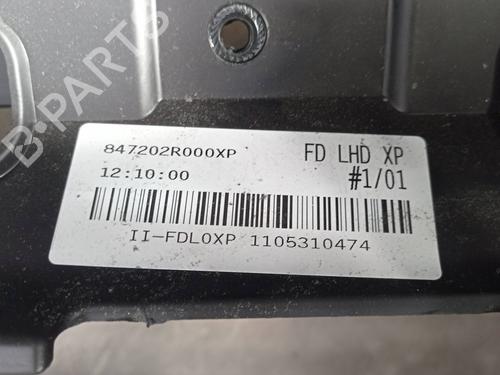 B-PARTS
847202R000XP FD LHD XP
12:10:00 #1/01
II-FDL0XP 1105310474